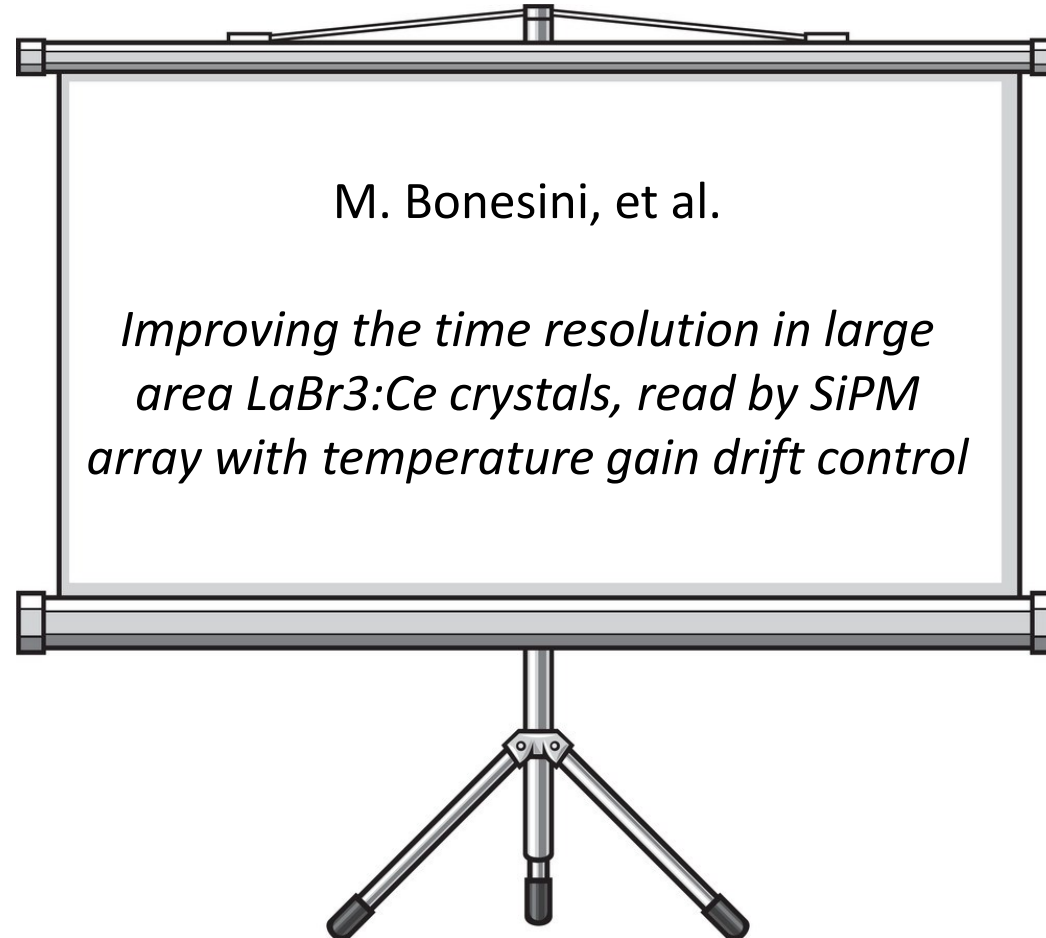 M. Bonesini, et al.
Improving the time resolution in large
area LaBr3:Ce crystals, read by SiPM
array with temperature gain drift control